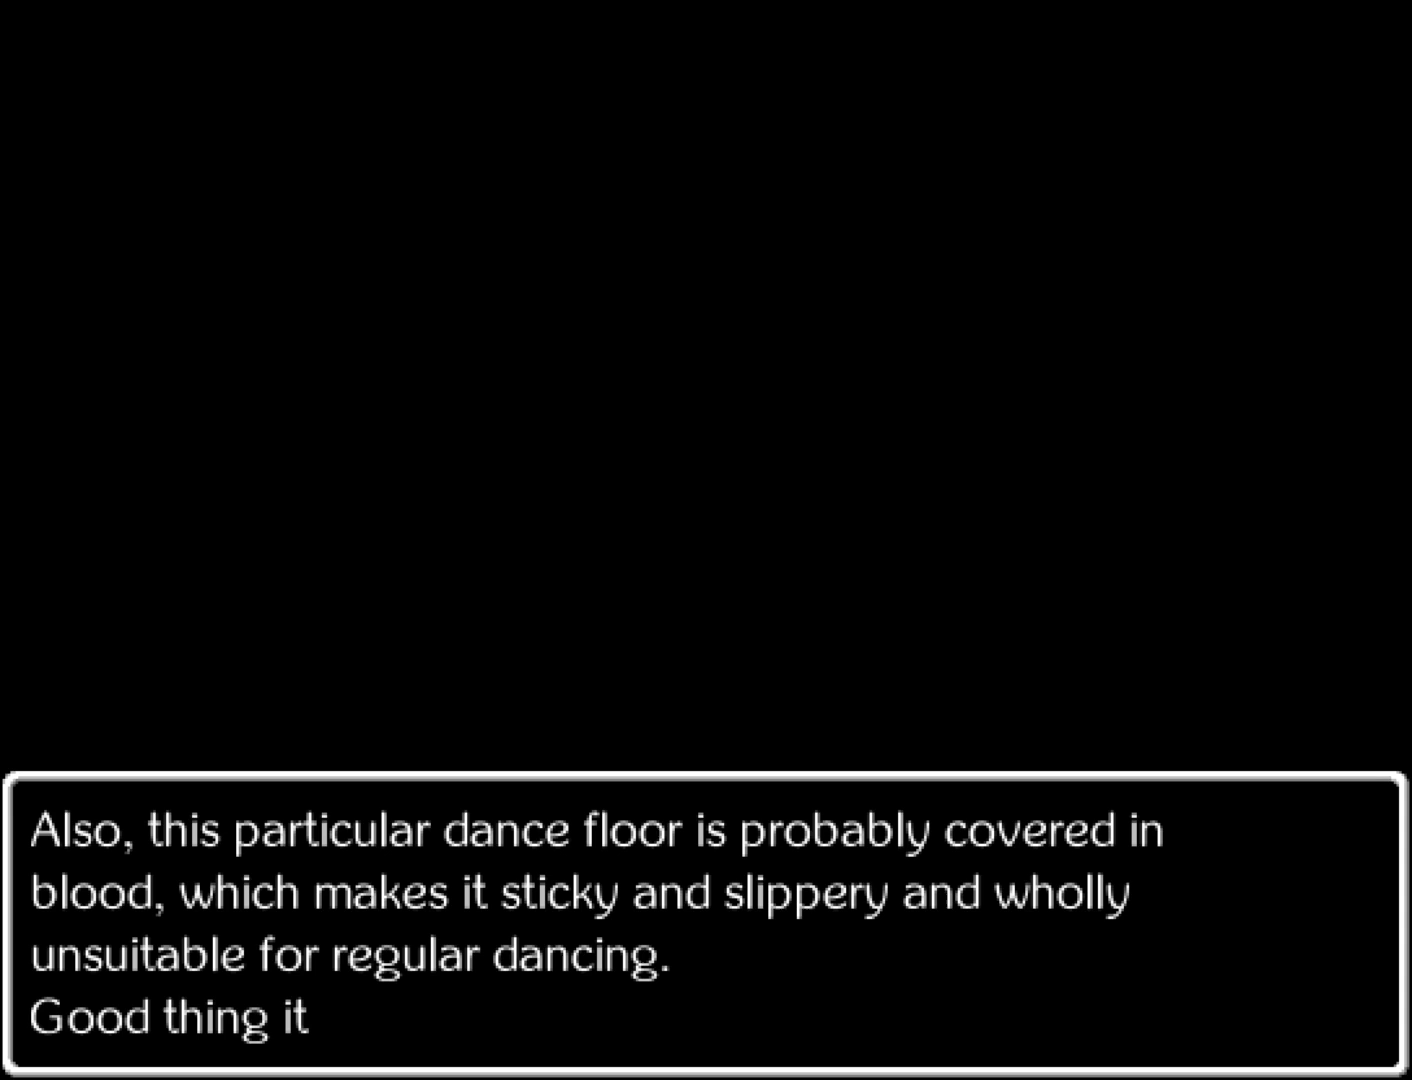 Also, this particular dance floor is probably covered in
blood, which makes it sticky and slippery and wholly
unsuitable for regular dancing.
Good thing it